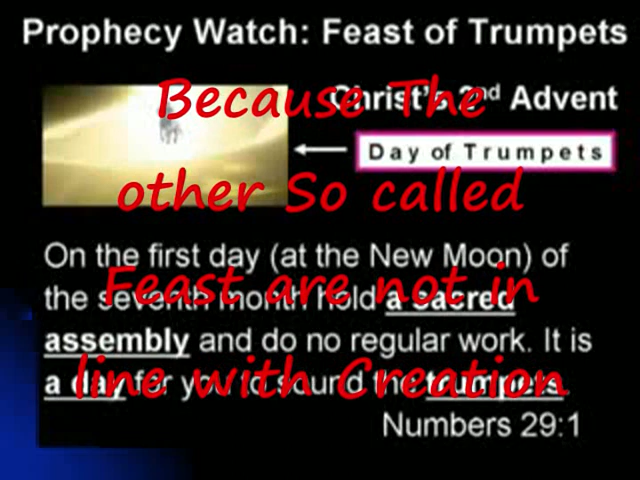 Prophecy Watch: Feast of Trumpets
Christ's 2nd Advent
Day of Trumpets
On the first day (at the New Moon) of
the seventh month hold a sacred
assembly and do no regular work. It is
a day for you to sound the trumpets.
Numbers 29:1
Because The
other So called
Feast are not in
line with Creation